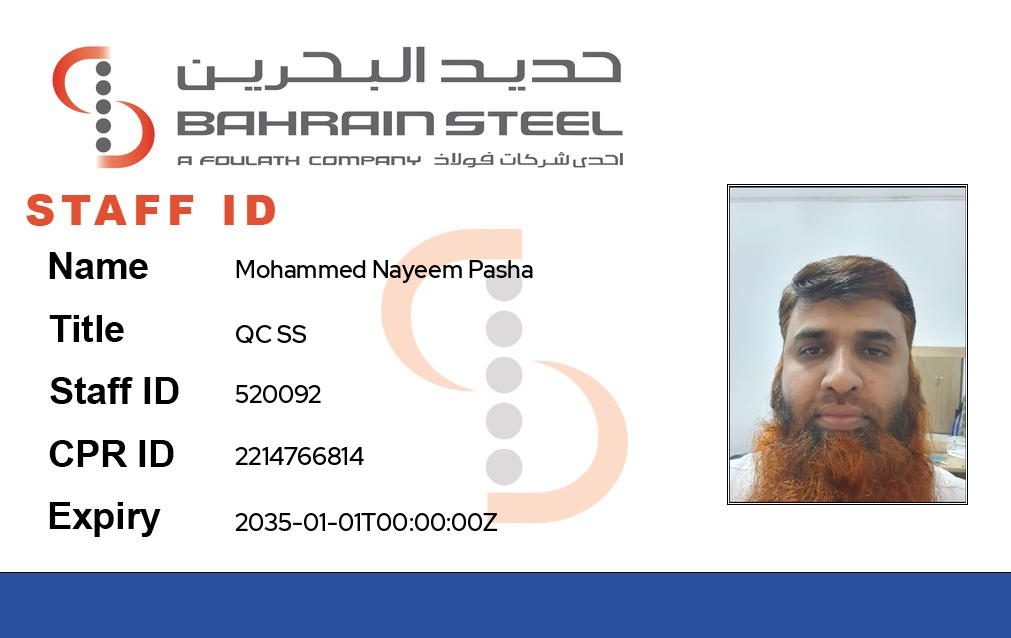 حديد البحرين
BAHRAIN STEEL
A FOULATH COMPANY احدى شركات فولاذ
STAFF ID
Name Mohammed Nayeem Pasha
Title QC SS
Staff ID 520092
CPR ID 2214766814
Expiry 2035-01-01T00:00:00Z